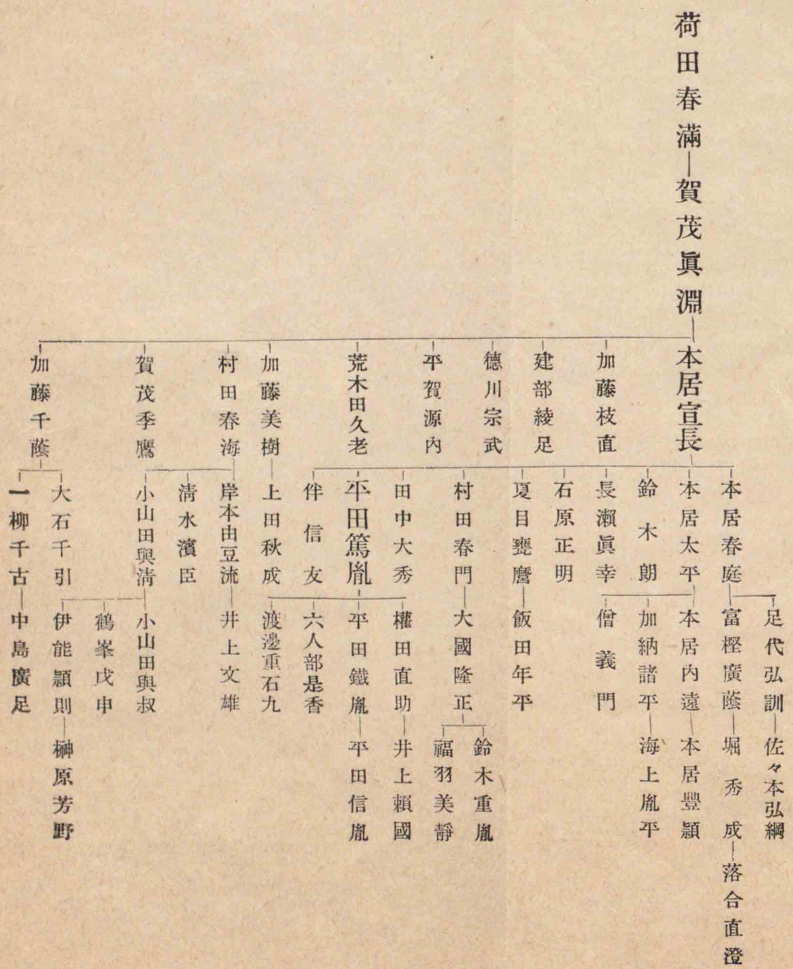 荷田春滿―賀茂眞淵―本居宣長
足代弘訓―佐々木弘綱
本居春庭
富樫廣蔭―堀秀成―落合直澄
本居太平
本居内遠―本居豐穎
加納諸平―海上胤平
鈴木朗
僧義門
長瀨眞幸
石原正明
夏目甕麿―飯田年平
村田春門―大國隆正
鈴木重胤
福羽美靜
田中大秀
平田篤胤
權田直助―井上賴國
平田鐵胤―平田信胤
六人部是香
渡邊重石九
伴信友
加藤枝直
建部綾足
德川宗武
平賀源内
荒木田久老
加藤美樹―上田秋成
村田春海
岸本由豆流―井上文雄
清水濱臣
賀茂季鷹
小山田與清―小山田與叔
鶴峯戊申
加藤千蔭
大石千引
伊能穎則―榊原芳野
一柳千古―中島廣足